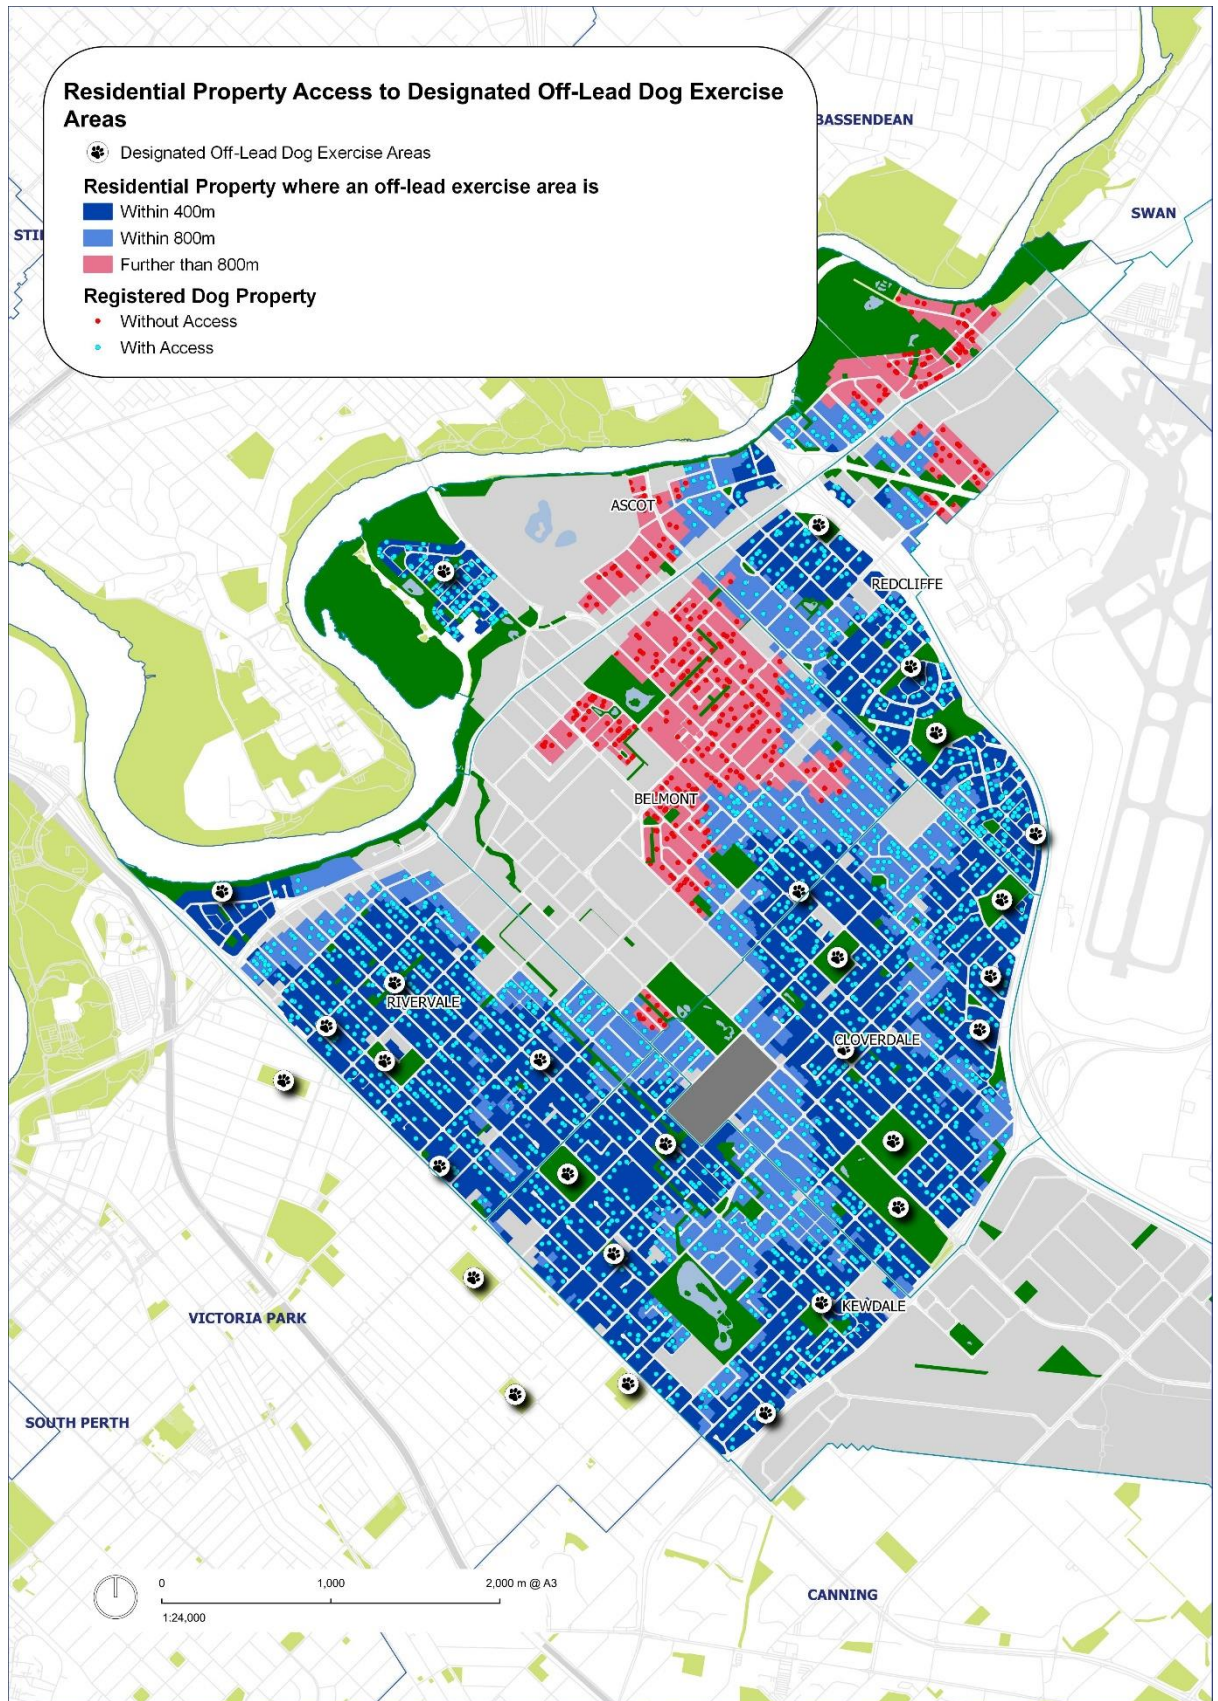 Residential Property Access to Designated Off-Lead Dog Exercise
Areas
Designated Off-Lead Dog Exercise Areas
Residential Property where an off-lead exercise area is
Within 400m
Within 800m
Further than 800m
Registered Dog Property
Without Access
With Access
BASSENDEAN
SWAN
STI
ASCOT
REDCLIFFE
BELMONT
RIVERVALE
CLOVERDALE
KEWDALE
VICTORIA PARK
SOUTH PERTH
CANNING
0 1,000 2,000 m @ A3
1:24,000